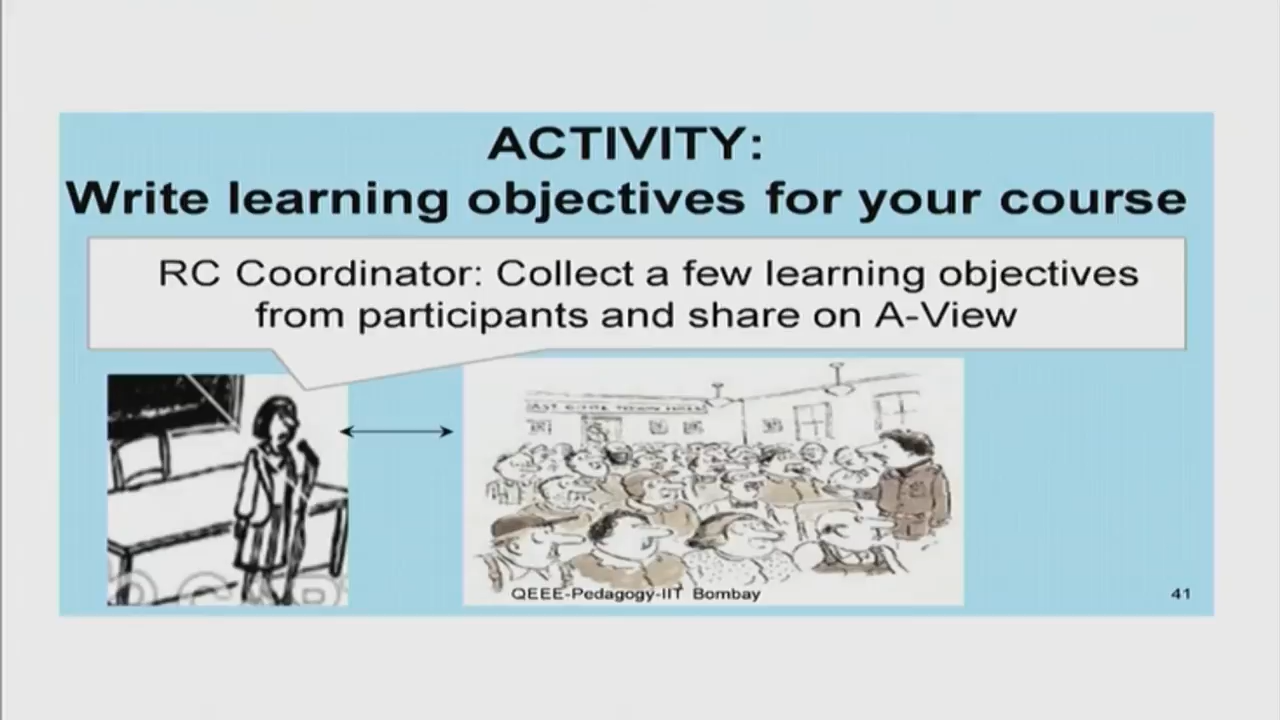 ACTIVITY:
Write learning objectives for your course
RC Coordinator: Collect a few learning objectives
from participants and share on A-View
QEEE-Pedagogy-IIT Bombay
41